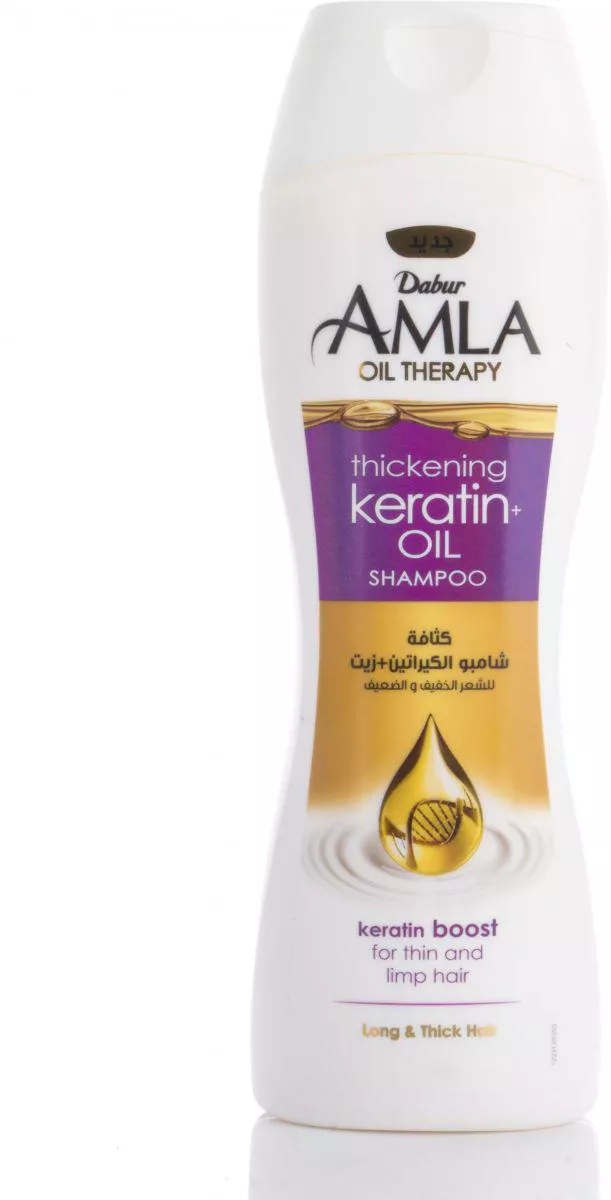 جديد
Dabur
AMLA
OIL THERAPY
thickening
keratin+
OIL
SHAMPOO
كثافة
شامبو الكيراتين+زيت
للشعر الخفيف و الضعيف
keratin boost
for thin and
limp hair
Long & Thick Hair